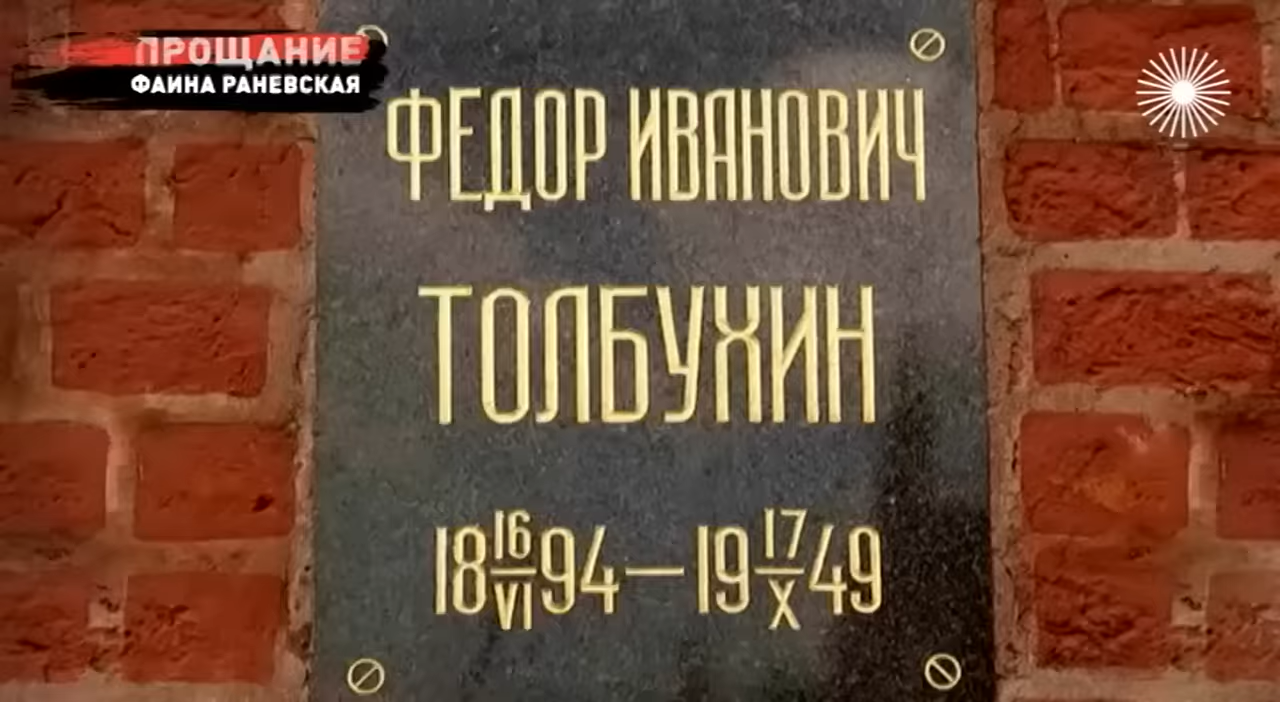 ПРОЩАНИЕ
ФАИНА РАНЕВСКАЯ
ФЕДОР ИВАНОВИЧ
ТОЛБУХИН
18 16/VI 94 — 19 17/X 49